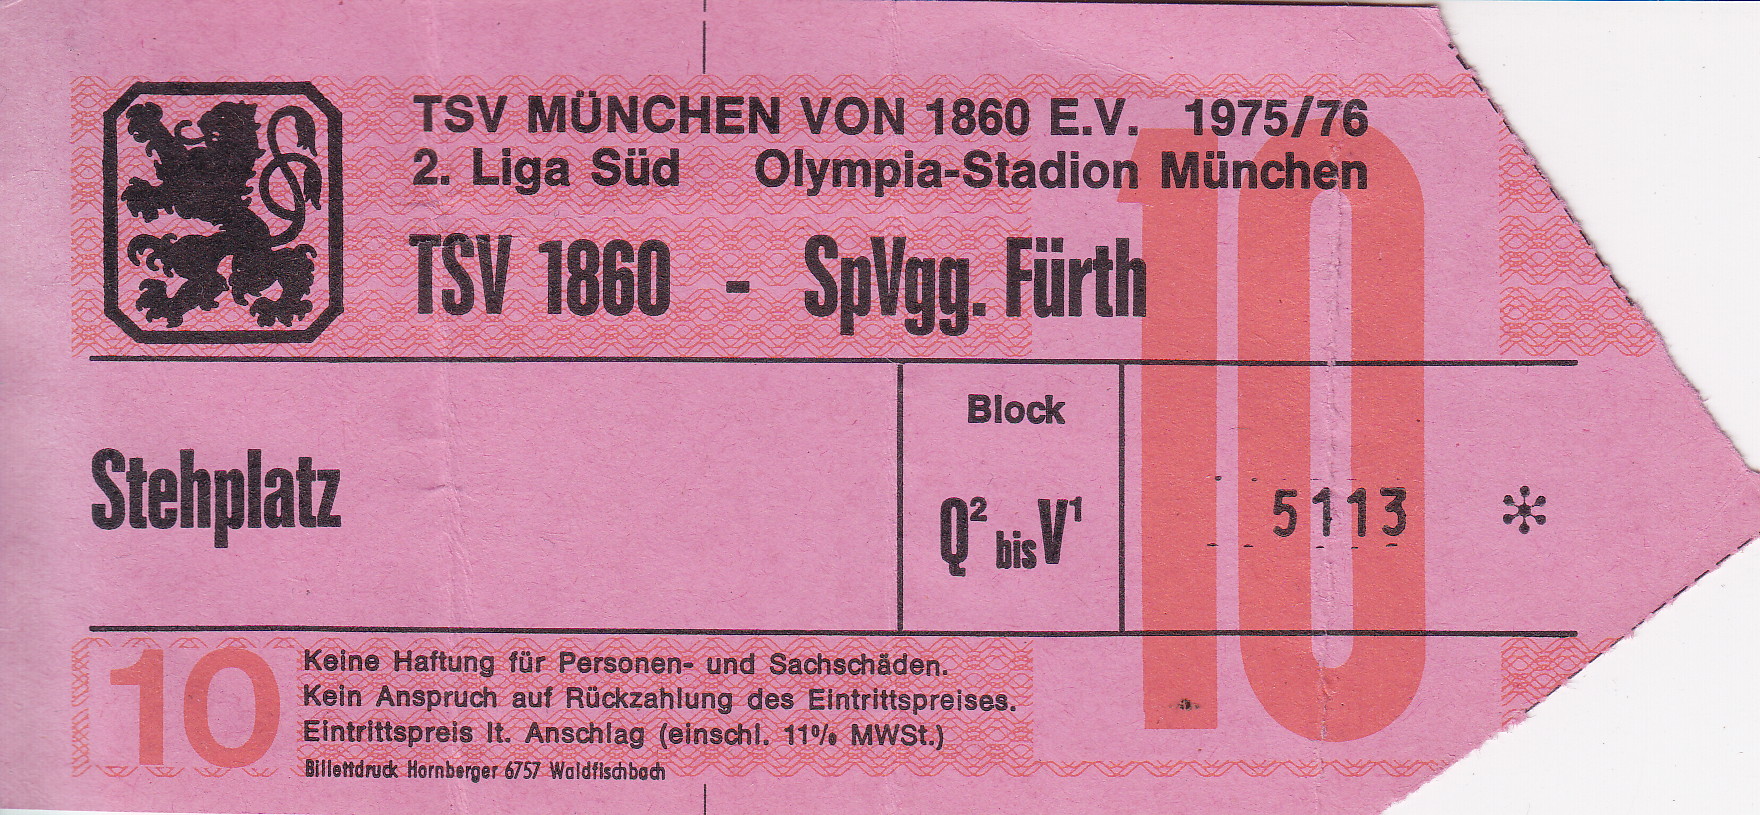 TSV MÜNCHEN VON 1860 E.V. 1975/76
2. Liga Süd Olympia-Stadion München
TSV 1860 - SpVgg. Fürth
10
Block
Stehplatz
Q² bis V¹
5113 *
10
Keine Haftung für Personen- und Sachschäden.
Kein Anspruch auf Rückzahlung des Eintrittspreises.
Eintrittspreis lt. Anschlag (einschl. 11% MWSt.)
Billettdruck Hornberger 6757 Waldfischbach